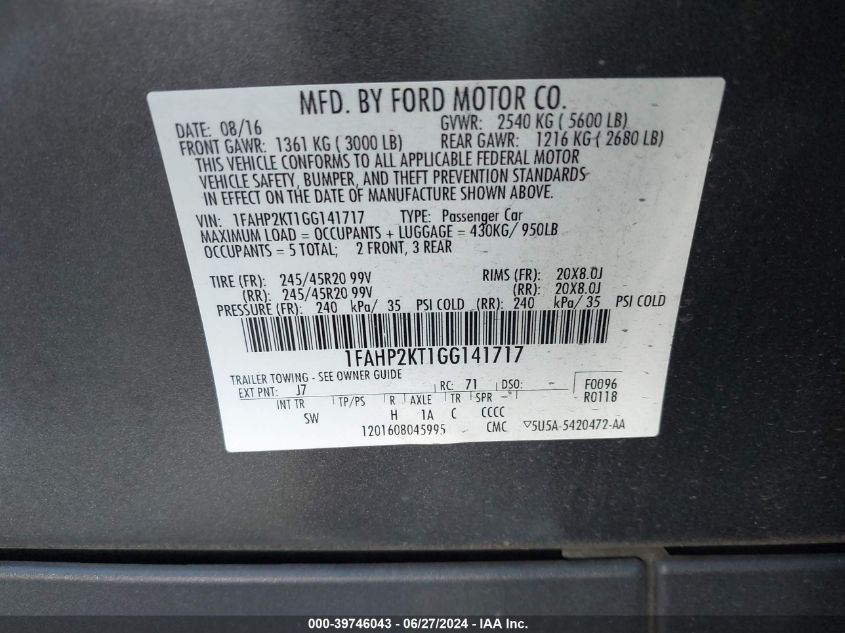 MFD. BY FORD MOTOR CO.
DATE: 08/16 GVWR: 2540 KG ( 5600 LB)
FRONT GAWR: 1361 KG ( 3000 LB) REAR GAWR: 1216 KG ( 2680 LB)
THIS VEHICLE CONFORMS TO ALL APPLICABLE FEDERAL MOTOR
VEHICLE SAFETY, BUMPER, AND THEFT PREVENTION STANDARDS
IN EFFECT ON THE DATE OF MANUFACTURE SHOWN ABOVE.
VIN: 1FAHP2KT1GG141717 TYPE: Passenger Car
MAXIMUM LOAD = OCCUPANTS + LUGGAGE = 430KG/ 950LB
OCCUPANTS = 5 TOTAL; 2 FRONT, 3 REAR
TIRE (FR): 245/45R20 99V RIMS (FR): 20X8.0J
(RR): 245/45R20 99V (RR): 20X8.0J
PRESSURE (FR): 240 kPa/ 35 PSI COLD (RR): 240 kPa/ 35 PSI COLD
1FAHP2KT1GG141717
TRAILER TOWING - SEE OWNER GUIDE
EXT PNT: J7 RC: 71 DSO: - F0096
INT TR TP/PS R AXLE TR SPR - R0118
SW H 1A C CCCC
1201608045995 CMC ▽5U5A-5420472-AA
000-39746043 - 06/27/2024 - IAAI.com